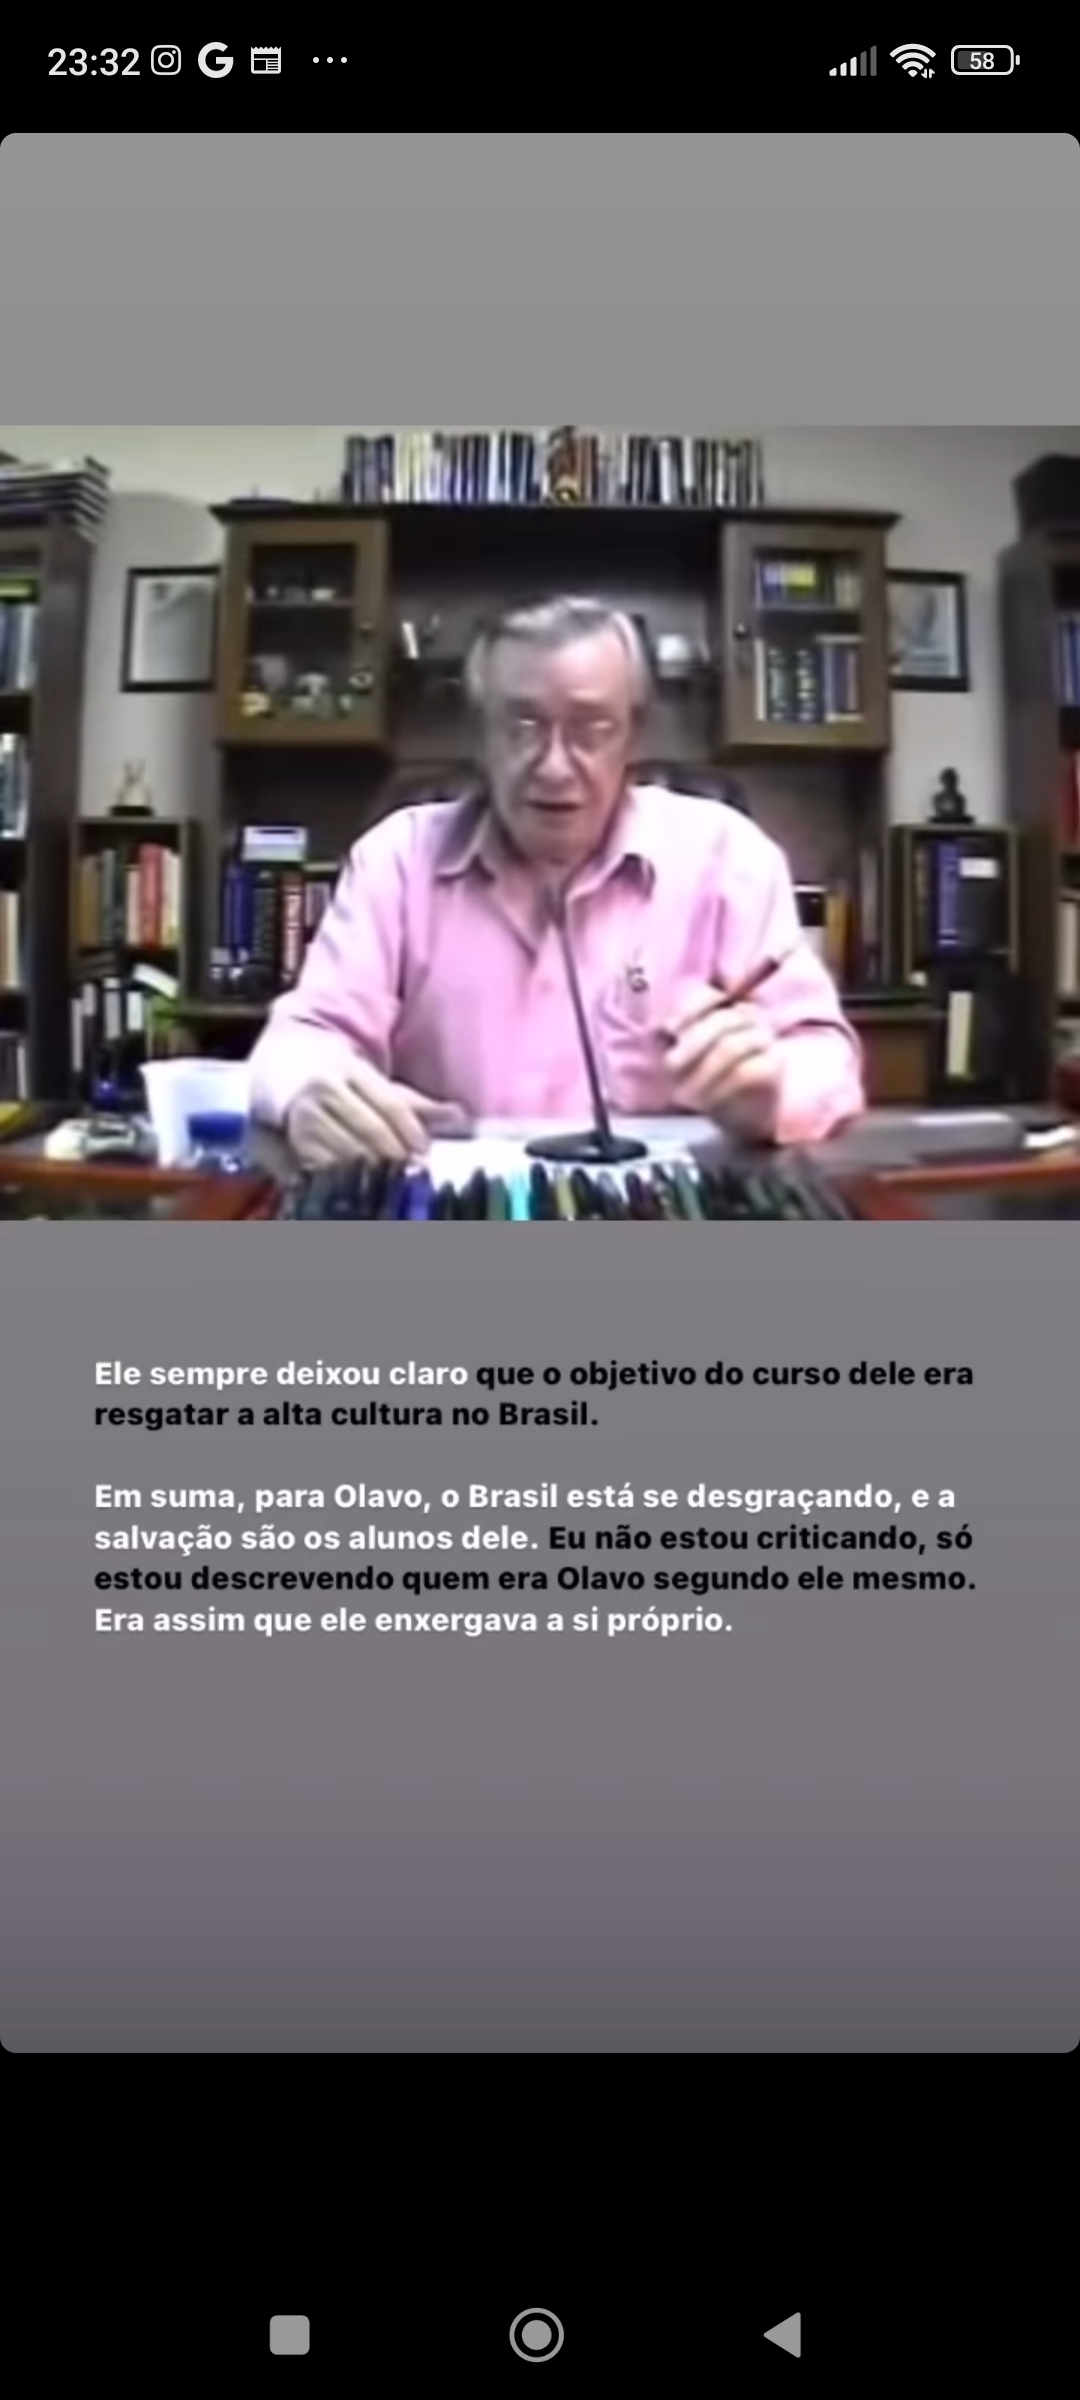 23:32
58
Ele sempre deixou claro que o objetivo do curso dele era
resgatar a alta cultura no Brasil.
Em suma, para Olavo, o Brasil está se desgraçando, e a
salvação são os alunos dele. Eu não estou criticando, só
estou descrevendo quem era Olavo segundo ele mesmo.
Era assim que ele enxergava a si próprio.